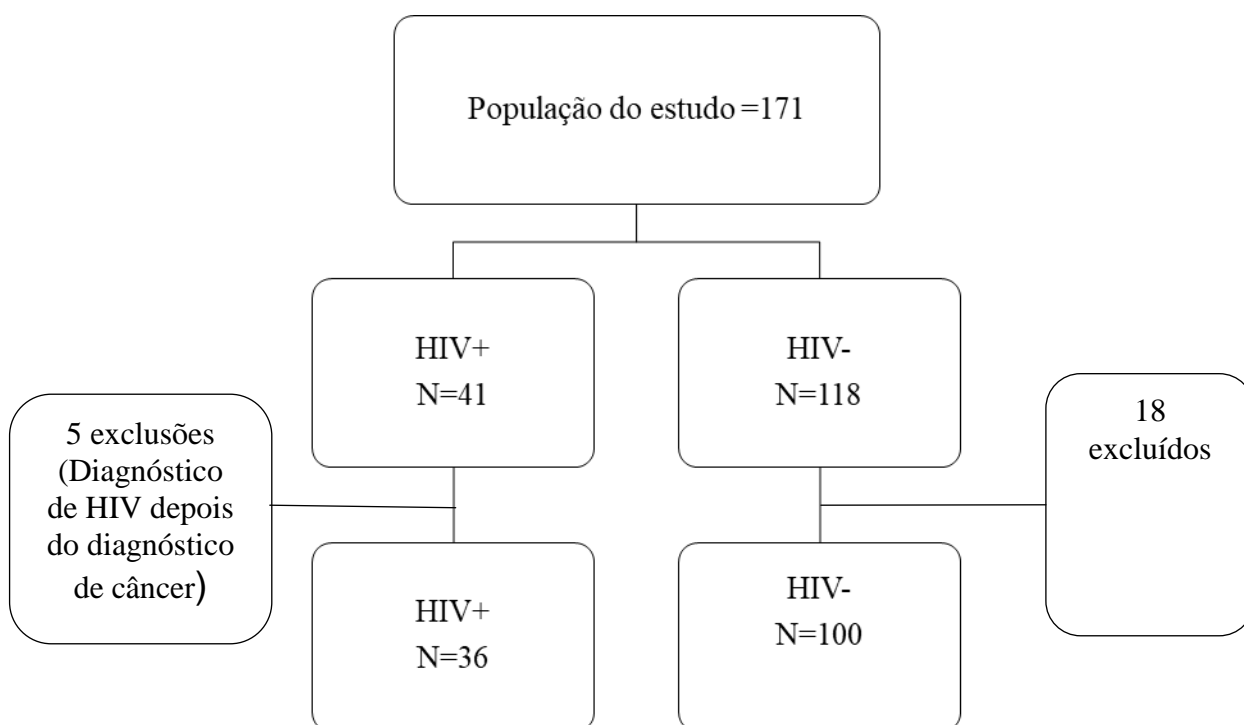 População do estudo =171
HIV+
N=41
HIV-
N=118
5 exclusões
(Diagnóstico
de HIV depois
do diagnóstico
de câncer)
18
excluídos
HIV+
N=36
HIV-
N=100